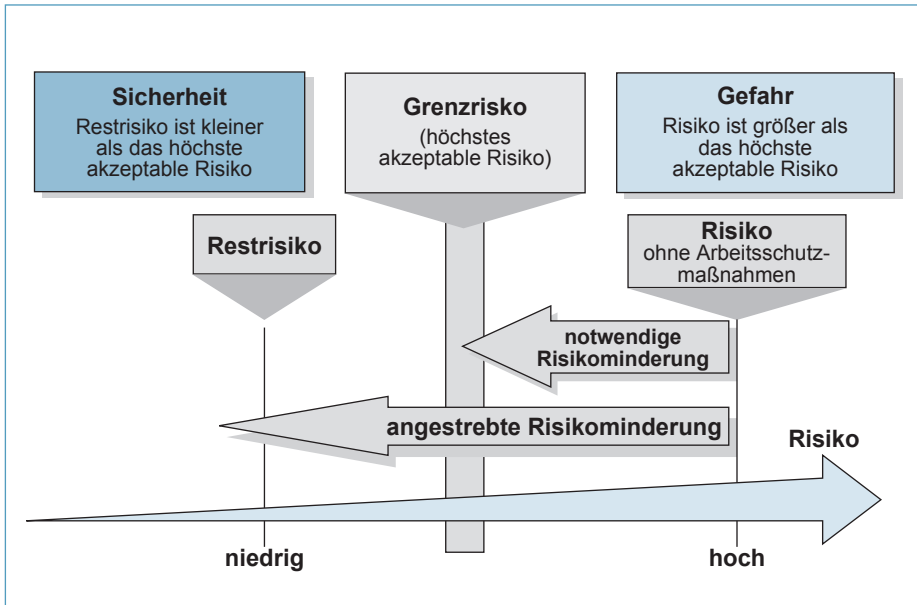 Sicherheit
Restrisiko ist kleiner
als das höchste
akzeptable Risiko
Grenzrisko
(höchstes
akzeptable Risiko)
Gefahr
Risiko ist größer als
das höchste
akzeptable Risiko
Restrisiko
Risiko
ohne Arbeitsschutz-
maßnahmen
notwendige
Risikominderung
angestrebte Risikominderung
Risiko
niedrig
hoch